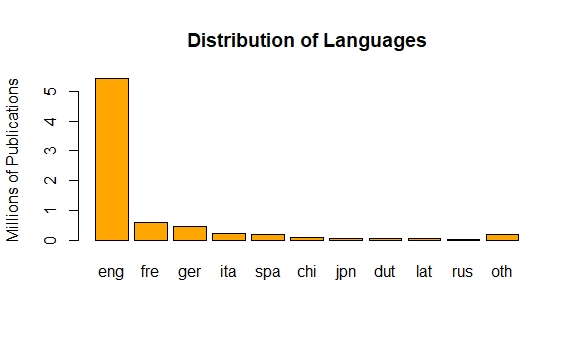 Distribution of Languages
Millions of Publications
5
4
3
2
1
0
eng fre ger ita spa chi jpn dut lat rus oth